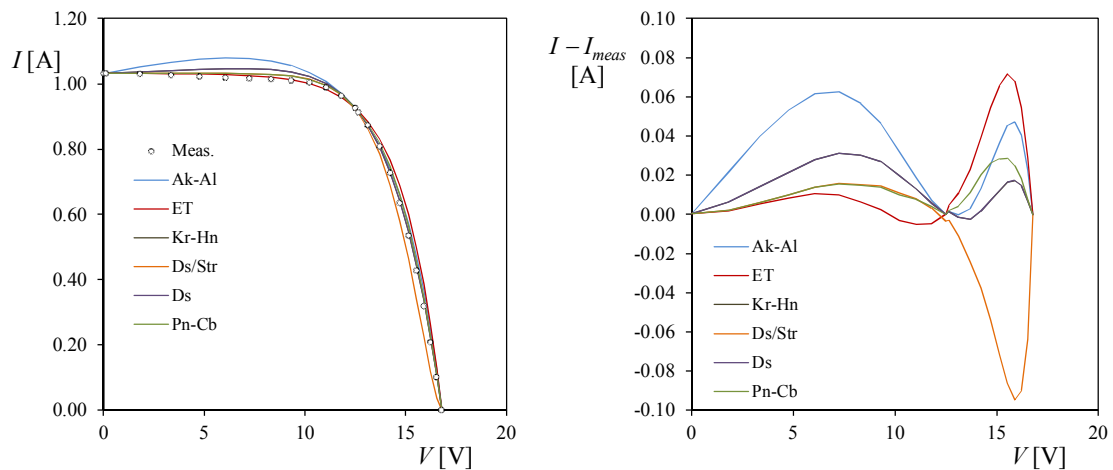 1.20
I [A]
1.00
0.80
0.60
0.40
0.20
0.00
Meas.
Ak-Al
ET
Kr-Hn
Ds/Str
Ds
Pn-Cb
0
5
10
15
20
V [V]
0.10
I – Imeas
[A]
0.08
0.06
0.04
0.02
0.00
-0.02
-0.04
-0.06
-0.08
-0.10
Ak-Al
ET
Kr-Hn
Ds/Str
Ds
Pn-Cb
0
5
10
15
20
V [V]